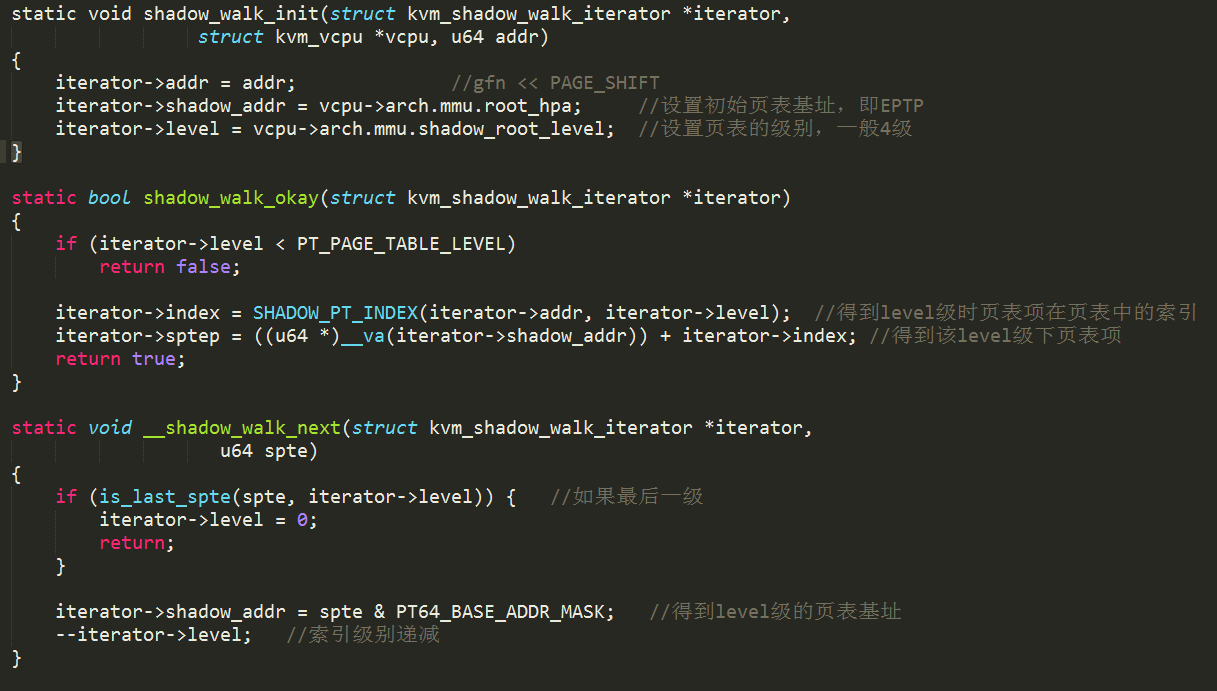 static void shadow_walk_init(struct kvm_shadow_walk_iterator *iterator,
struct kvm_vcpu *vcpu, u64 addr)
{
iterator->addr = addr; //gfn << PAGE_SHIFT
iterator->shadow_addr = vcpu->arch.mmu.root_hpa; //设置初始页表基址，即EPTP
iterator->level = vcpu->arch.mmu.shadow_root_level; //设置页表的级别，一般4级
}
static bool shadow_walk_okay(struct kvm_shadow_walk_iterator *iterator)
{
if (iterator->level < PT_PAGE_TABLE_LEVEL)
return false;
iterator->index = SHADOW_PT_INDEX(iterator->addr, iterator->level); //得到level级时页表项在页表中的索引
iterator->sptep = ((u64 *)__va(iterator->shadow_addr)) + iterator->index; //得到该level级下页表项
return true;
}
static void __shadow_walk_next(struct kvm_shadow_walk_iterator *iterator,
u64 spte)
{
if (is_last_spte(spte, iterator->level)) { //如果最后一级
iterator->level = 0;
return;
}
iterator->shadow_addr = spte & PT64_BASE_ADDR_MASK; //得到level级的页表基址
--iterator->level; //索引级别递减
}